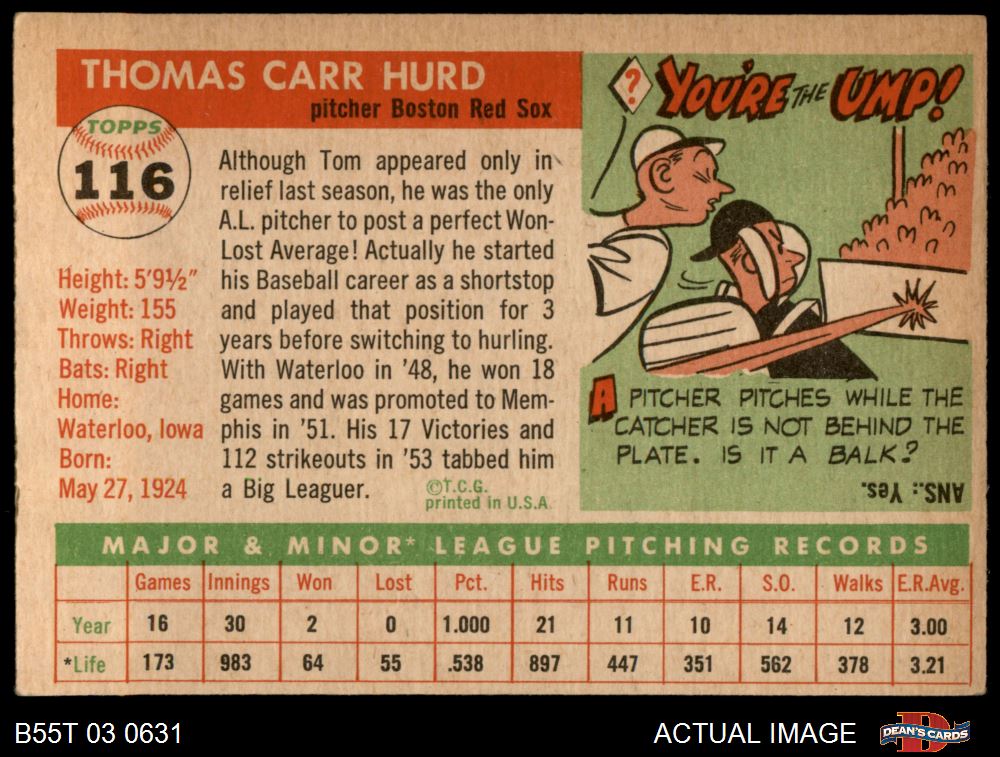 THOMAS CARR HURD
pitcher Boston Red Sox
TOPPS
116
Height: 5'9½"
Weight: 155
Throws: Right
Bats: Right
Home:
Waterloo, Iowa
Born:
May 27, 1924
Although Tom appeared only in
relief last season, he was the only
A.L. pitcher to post a perfect Won-
Lost Average! Actually he started
his Baseball career as a shortstop
and played that position for 3
years before switching to hurling.
With Waterloo in '48, he won 18
games and was promoted to Mem-
phis in '51. His 17 Victories and
112 strikeouts in '53 tabbed him
a Big Leaguer.
©T.C.G.
printed in U.S.A.
? YOU'RE THE UMP!
A PITCHER PITCHES WHILE THE
CATCHER IS NOT BEHIND THE
PLATE. IS IT A BALK?
ANS.: Yes.
MAJOR & MINOR* LEAGUE PITCHING RECORDS
Games Innings Won Lost Pct. Hits Runs E.R. S.O. Walks E.R.Avg.
Year 16 30 2 0 1.000 21 11 10 14 12 3.00
*Life 173 983 64 55 .538 897 447 351 562 378 3.21
B55T 03 0631
ACTUAL IMAGE
DEAN'S CARDS